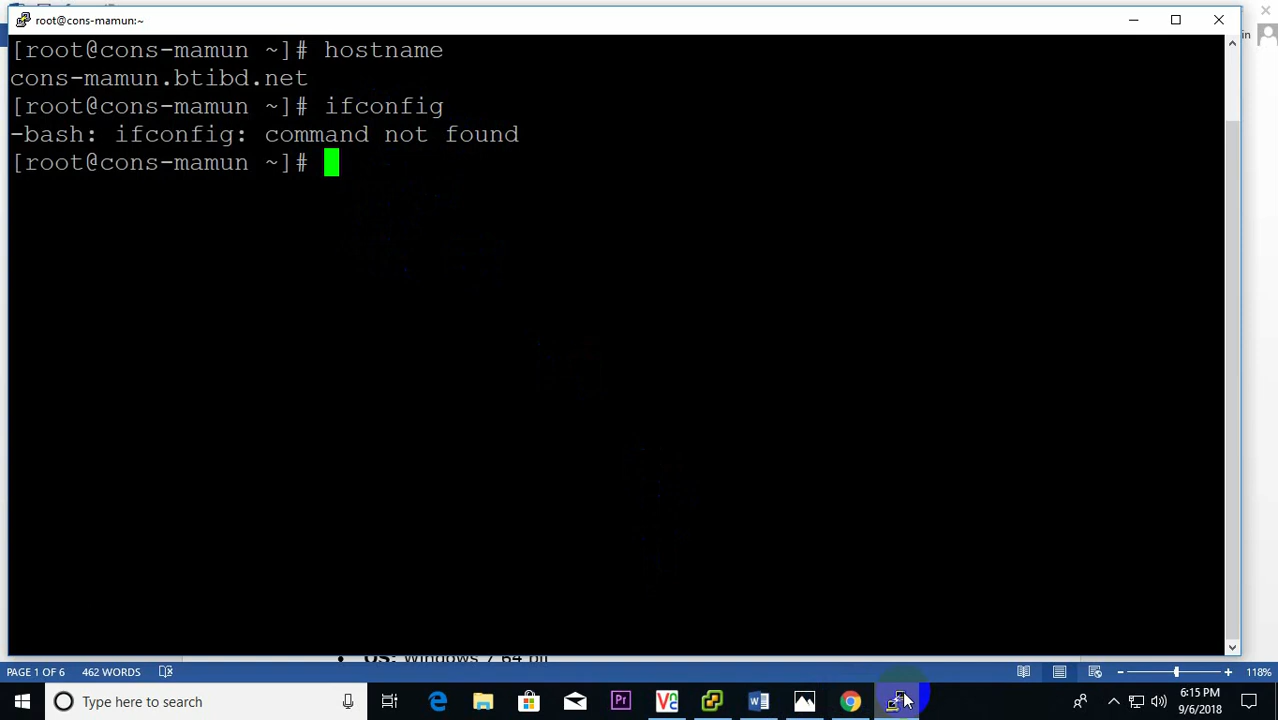 root@cons-mamun:~
in
[root@cons-mamun ~]# hostname
cons-mamun.btibd.net
[root@cons-mamun ~]# ifconfig
-bash: ifconfig: command not found
[root@cons-mamun ~]#
PAGE 1 OF 6 462 WORDS 118%
Type here to search
Pr
6:15 PM
9/6/2018